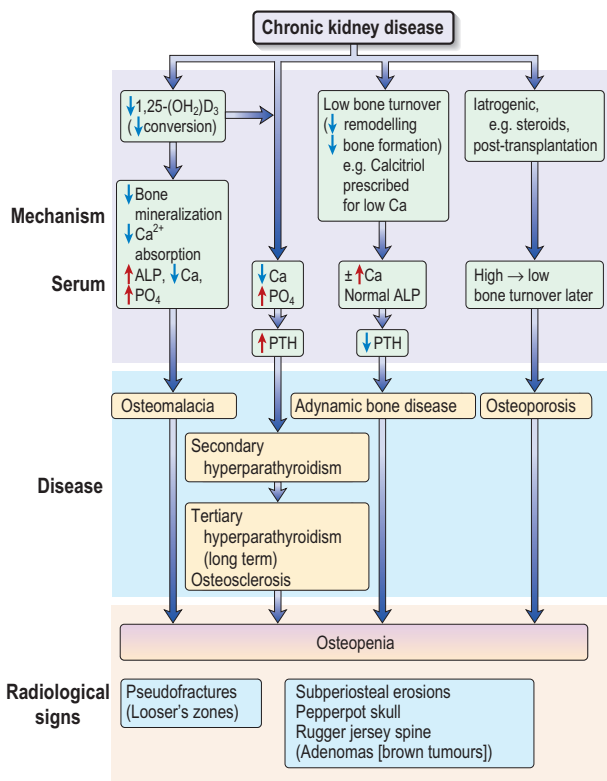 Chronic kidney disease
↓1,25-(OH₂)D₃
(↓conversion)
Low bone turnover
(↓ remodelling
↓ bone formation)
e.g. Calcitriol
prescribed
for low Ca
Iatrogenic,
e.g. steroids,
post-transplantation
Mechanism
↓Bone
mineralization
↓Ca²⁺
absorption
↑ALP, ↓Ca,
↑PO₄
Serum
↓Ca
↑PO₄
± ↑Ca
Normal ALP
High → low
bone turnover later
↑PTH
↓PTH
Osteomalacia
Adynamic bone disease
Osteoporosis
Disease
Secondary
hyperparathyroidism
Tertiary
hyperparathyroidism
(long term)
Osteosclerosis
Osteopenia
Radiological
signs
Pseudofractures
(Looser's zones)
Subperiosteal erosions
Pepperpot skull
Rugger jersey spine
(Adenomas [brown tumours])